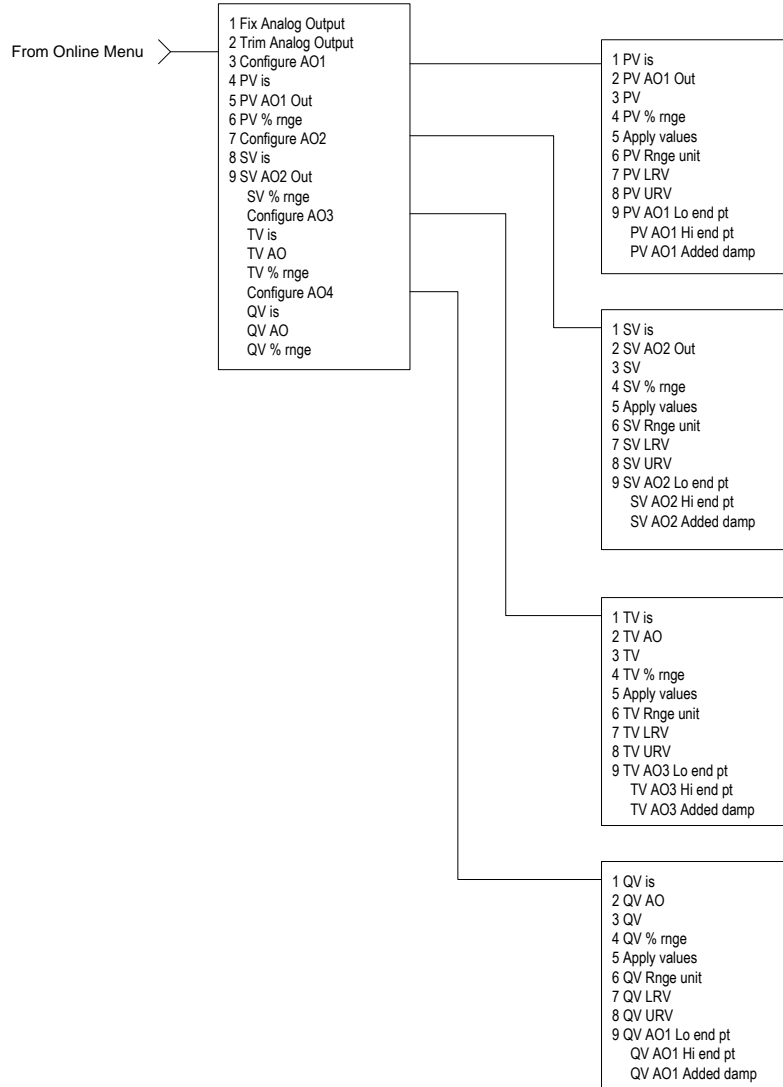 From Online Menu
1 Fix Analog Output
2 Trim Analog Output
3 Configure AO1
4 PV is
5 PV AO1 Out
6 PV % rnge
7 Configure AO2
8 SV is
9 SV AO2 Out
SV % rnge
Configure AO3
TV is
TV AO
TV % rnge
Configure AO4
QV is
QV AO
QV % rnge
1 PV is
2 PV AO1 Out
3 PV
4 PV % rnge
5 Apply values
6 PV Rnge unit
7 PV LRV
8 PV URV
9 PV AO1 Lo end pt
PV AO1 Hi end pt
PV AO1 Added damp
1 SV is
2 SV AO2 Out
3 SV
4 SV % rnge
5 Apply values
6 SV Rnge unit
7 SV LRV
8 SV URV
9 SV AO2 Lo end pt
SV AO2 Hi end pt
SV AO2 Added damp
1 TV is
2 TV AO
3 TV
4 TV % rnge
5 Apply values
6 TV Rnge unit
7 TV LRV
8 TV URV
9 TV AO3 Lo end pt
TV AO3 Hi end pt
TV AO3 Added damp
1 QV is
2 QV AO
3 QV
4 QV % rnge
5 Apply values
6 QV Rnge unit
7 QV LRV
8 QV URV
9 QV AO1 Lo end pt
QV AO1 Hi end pt
QV AO1 Added damp